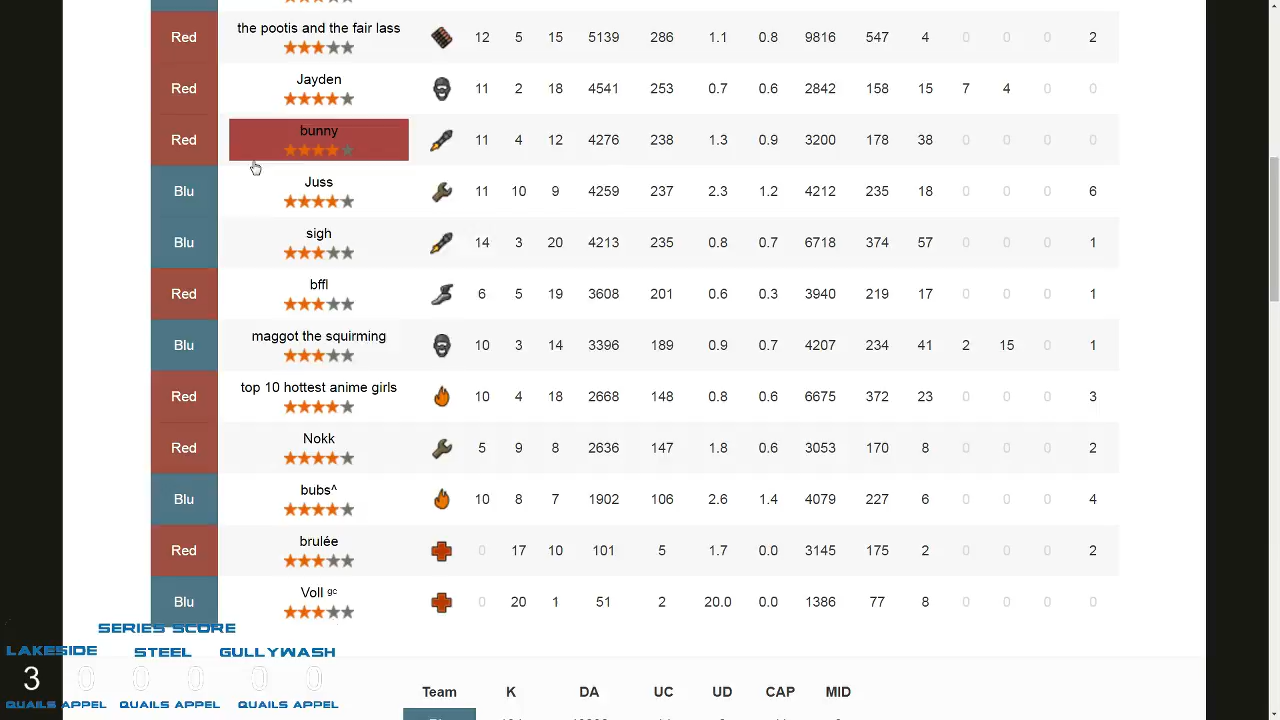 Red the pootis and the fair lass 12 5 15 5139 286 1.1 0.8 9816 547 4 0 0 0 2
Red Jayden 11 2 18 4541 253 0.7 0.6 2842 158 15 7 4 0 0
Red bunny 11 4 12 4276 238 1.3 0.9 3200 178 38 0 0 0 0
Blu Juss 11 10 9 4259 237 2.3 1.2 4212 235 18 0 0 0 6
Blu sigh 14 3 20 4213 235 0.8 0.7 6718 374 57 0 0 0 1
Red bffl 6 5 19 3608 201 0.6 0.3 3940 219 17 0 0 0 1
Blu maggot the squirming 10 3 14 3396 189 0.9 0.7 4207 234 41 2 15 0 1
Red top 10 hottest anime girls 10 4 18 2668 148 0.8 0.6 6675 372 23 0 0 0 3
Red Nokk 5 9 8 2636 147 1.8 0.6 3053 170 8 0 0 0 2
Blu bubs^ 10 8 7 1902 106 2.6 1.4 4079 227 6 0 0 0 4
Red brulée 0 17 10 101 5 1.7 0.0 3145 175 2 0 0 0 2
Blu Voll ᵍᶜ 0 20 1 51 2 20.0 0.0 1386 77 8 0 0 0 0
SERIES SCORE
LAKESIDE STEEL GULLYWASH
3 0 0 0 0 0
QUAILS APPEL QUAILS APPEL QUAILS APPEL
Team K DA UC UD CAP MID